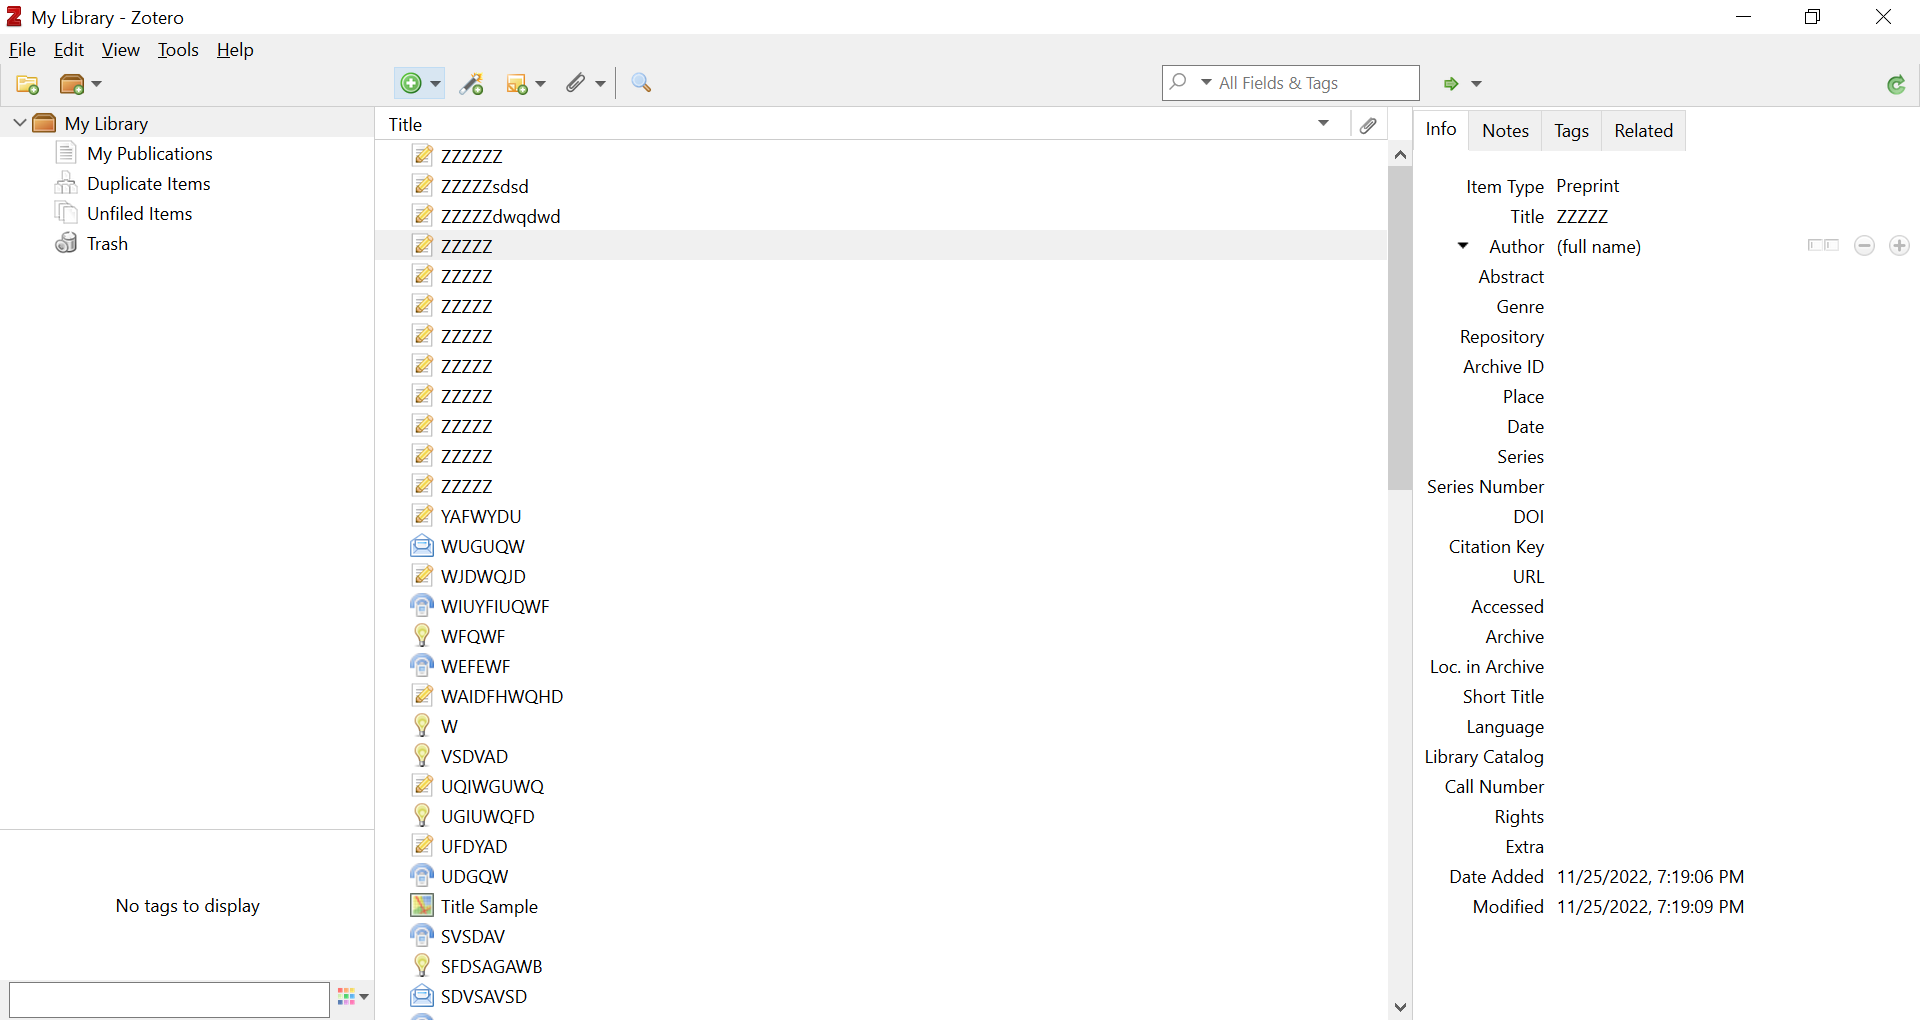 My Library - Zotero
File Edit View Tools Help
All Fields & Tags
My Library
My Publications
Duplicate Items
Unfiled Items
Trash
No tags to display
Title
ZZZZZZ
ZZZZZsdsd
ZZZZZdwqdwd
ZZZZZ
ZZZZZ
ZZZZZ
ZZZZZ
ZZZZZ
ZZZZZ
ZZZZZ
ZZZZZ
ZZZZZ
YAFWYDU
WUGUQW
WJDWQJD
WIUYFIUQWF
WFQWF
WEFEWF
WAIDFHWQHD
W
VSDVAD
UQIWGUWQ
UGIUWQFD
UFDYAD
UDGQW
Title Sample
SVSDAV
SFDSAGAWB
SDVSAVSD
Info Notes Tags Related
Item Type Preprint
Title ZZZZZ
Author (full name)
Abstract
Genre
Repository
Archive ID
Place
Date
Series
Series Number
DOI
Citation Key
URL
Accessed
Archive
Loc. in Archive
Short Title
Language
Library Catalog
Call Number
Rights
Extra
Date Added 11/25/2022, 7:19:06 PM
Modified 11/25/2022, 7:19:09 PM